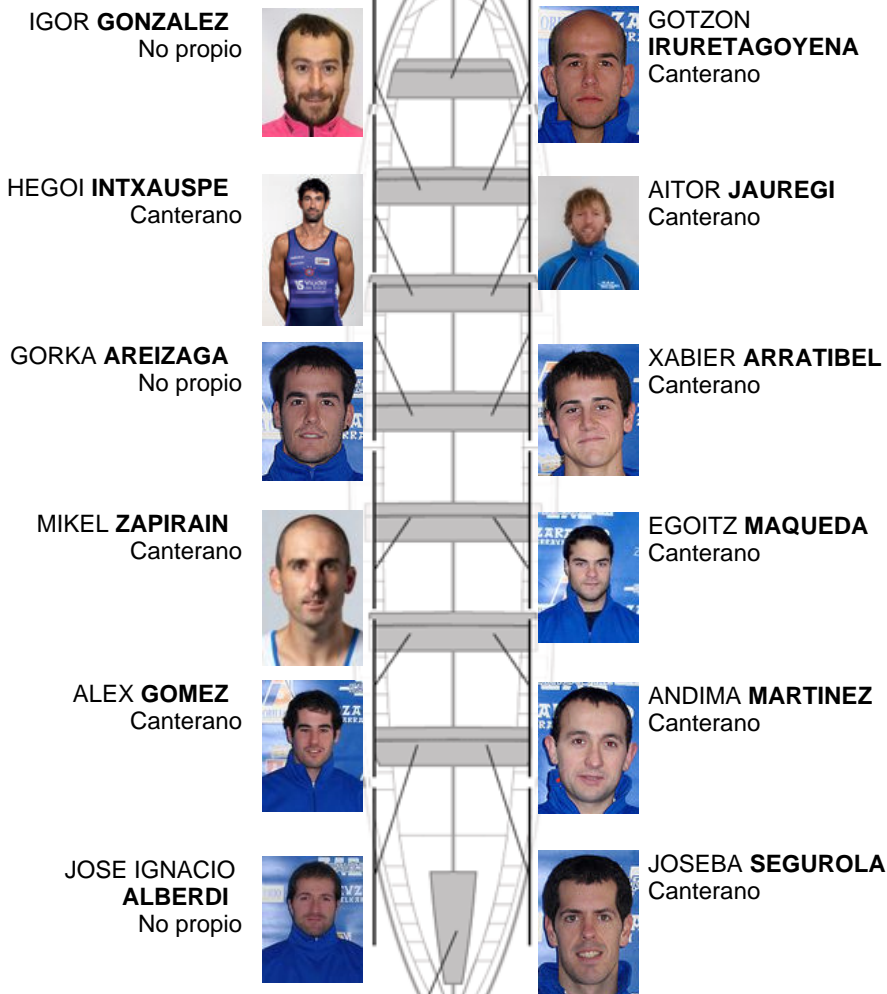 IGOR GONZALEZ
No propio
GOTZON
IRURETAGOYENA
Canterano
HEGOI INTXAUSPE
Canterano
AITOR JAUREGI
Canterano
GORKA AREIZAGA
No propio
XABIER ARRATIBEL
Canterano
MIKEL ZAPIRAIN
Canterano
EGOITZ MAQUEDA
Canterano
ALEX GOMEZ
Canterano
ANDIMA MARTINEZ
Canterano
JOSE IGNACIO
ALBERDI
No propio
JOSEBA SEGUROLA
Canterano